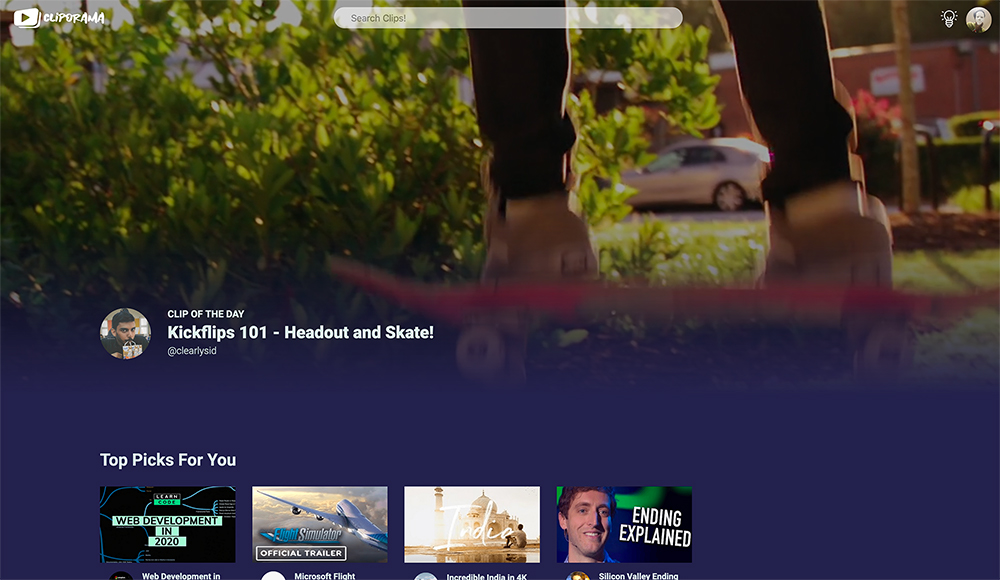 CLIPORAMA
Search Clips!
CLIP OF THE DAY
Kickflips 101 - Headout and Skate!
@clearlysid
Top Picks For You
LEARN
CODE
WEB DEVELOPMENT
IN
2020
Flight Simulator
OFFICIAL TRAILER
India
ENDING
EXPLAINED
Web Development in
Microsoft Flight
Incredible India in 4K
Silicon Valley Ending